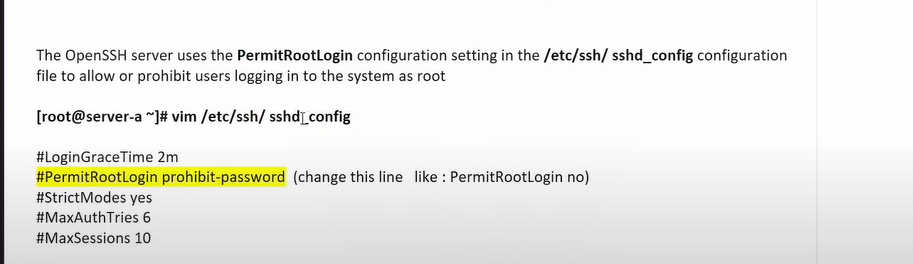 The OpenSSH server uses the PermitRootLogin configuration setting in the /etc/ssh/ sshd_config configuration
file to allow or prohibit users logging in to the system as root
[root@server-a ~]# vim /etc/ssh/ sshd_config
#LoginGraceTime 2m
#PermitRootLogin prohibit-password (change this line like : PermitRootLogin no)
#StrictModes yes
#MaxAuthTries 6
#MaxSessions 10